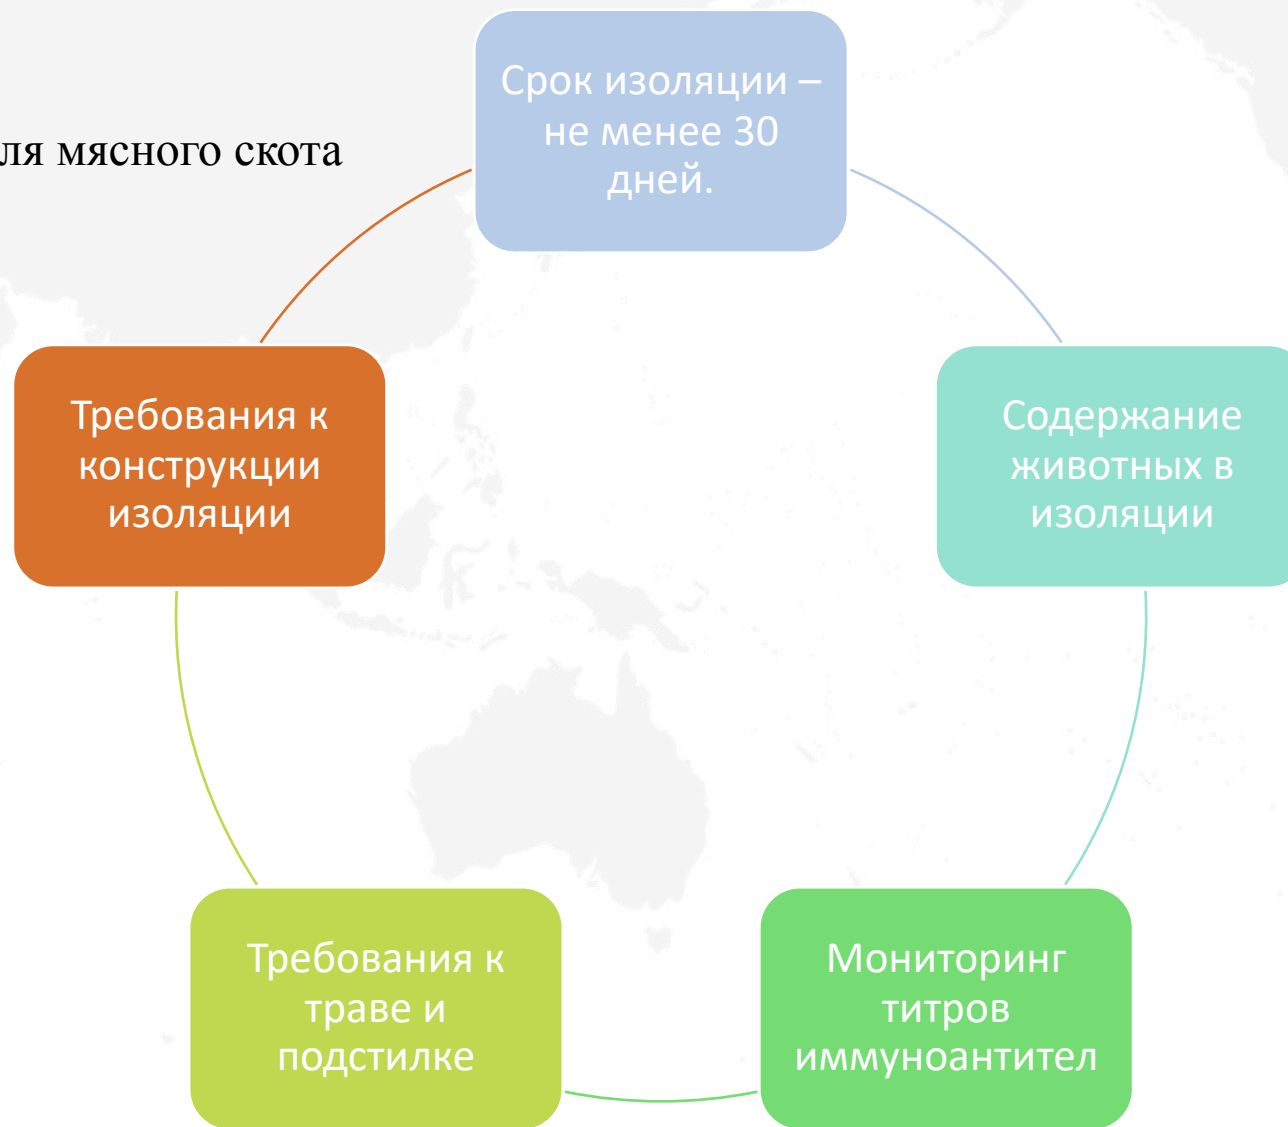 ля мясного скота
Срок изоляции –
не менее 30
дней.
Требования к
конструкции
изоляции
Содержание
животных в
изоляции
Требования к
траве и
подстилке
Мониторинг
титров
иммуноантител